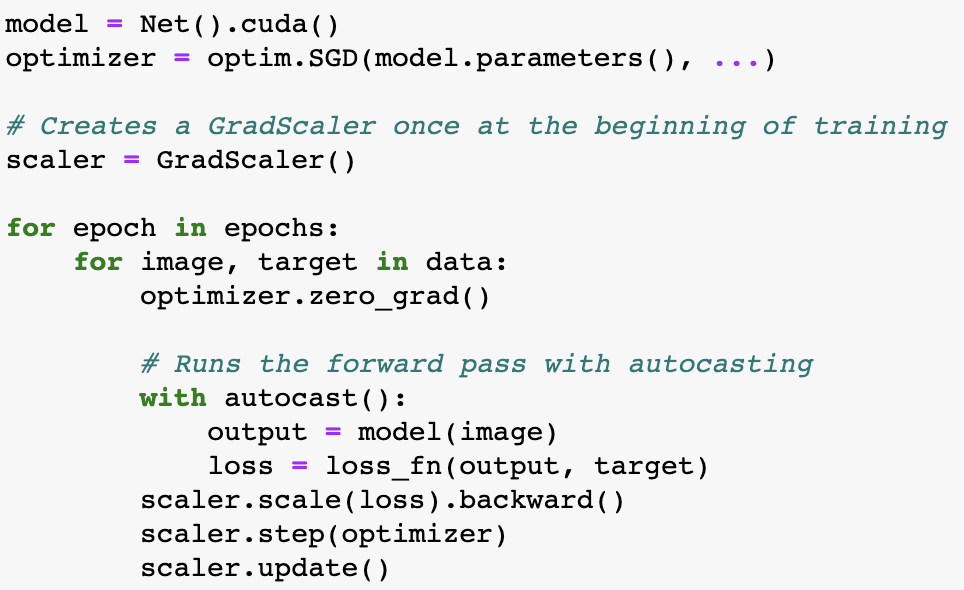 model = Net().cuda()
optimizer = optim.SGD(model.parameters(), ...)

# Creates a GradScaler once at the beginning of training
scaler = GradScaler()

for epoch in epochs:
    for image, target in data:
        optimizer.zero_grad()

        # Runs the forward pass with autocasting
        with autocast():
            output = model(image)
            loss = loss_fn(output, target)
        scaler.scale(loss).backward()
        scaler.step(optimizer)
        scaler.update()